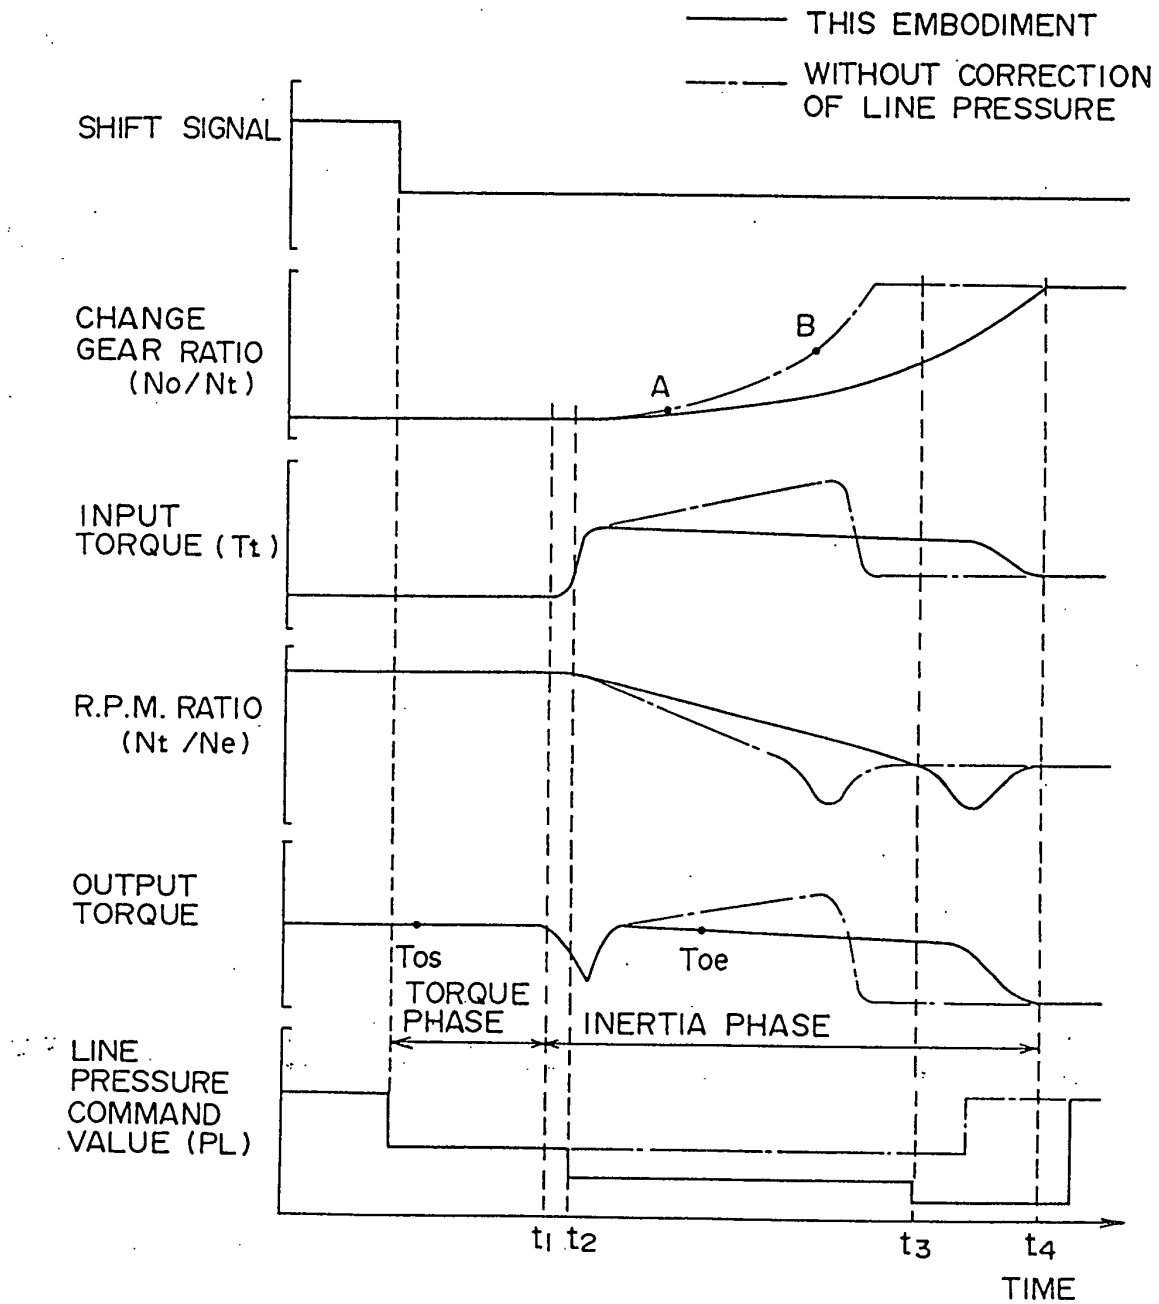 THIS EMBODIMENT
WITHOUT CORRECTION
OF LINE PRESSURE
SHIFT SIGNAL
CHANGE
GEAR RATIO
(No/Nt)
B
A
INPUT
TORQUE (Tt)
R.P.M. RATIO
(Nt /Ne)
OUTPUT
TORQUE
Tos
Toe
TORQUE
PHASE
INERTIA PHASE
LINE
PRESSURE
COMMAND
VALUE (PL)
t1 t2 t3 t4
TIME